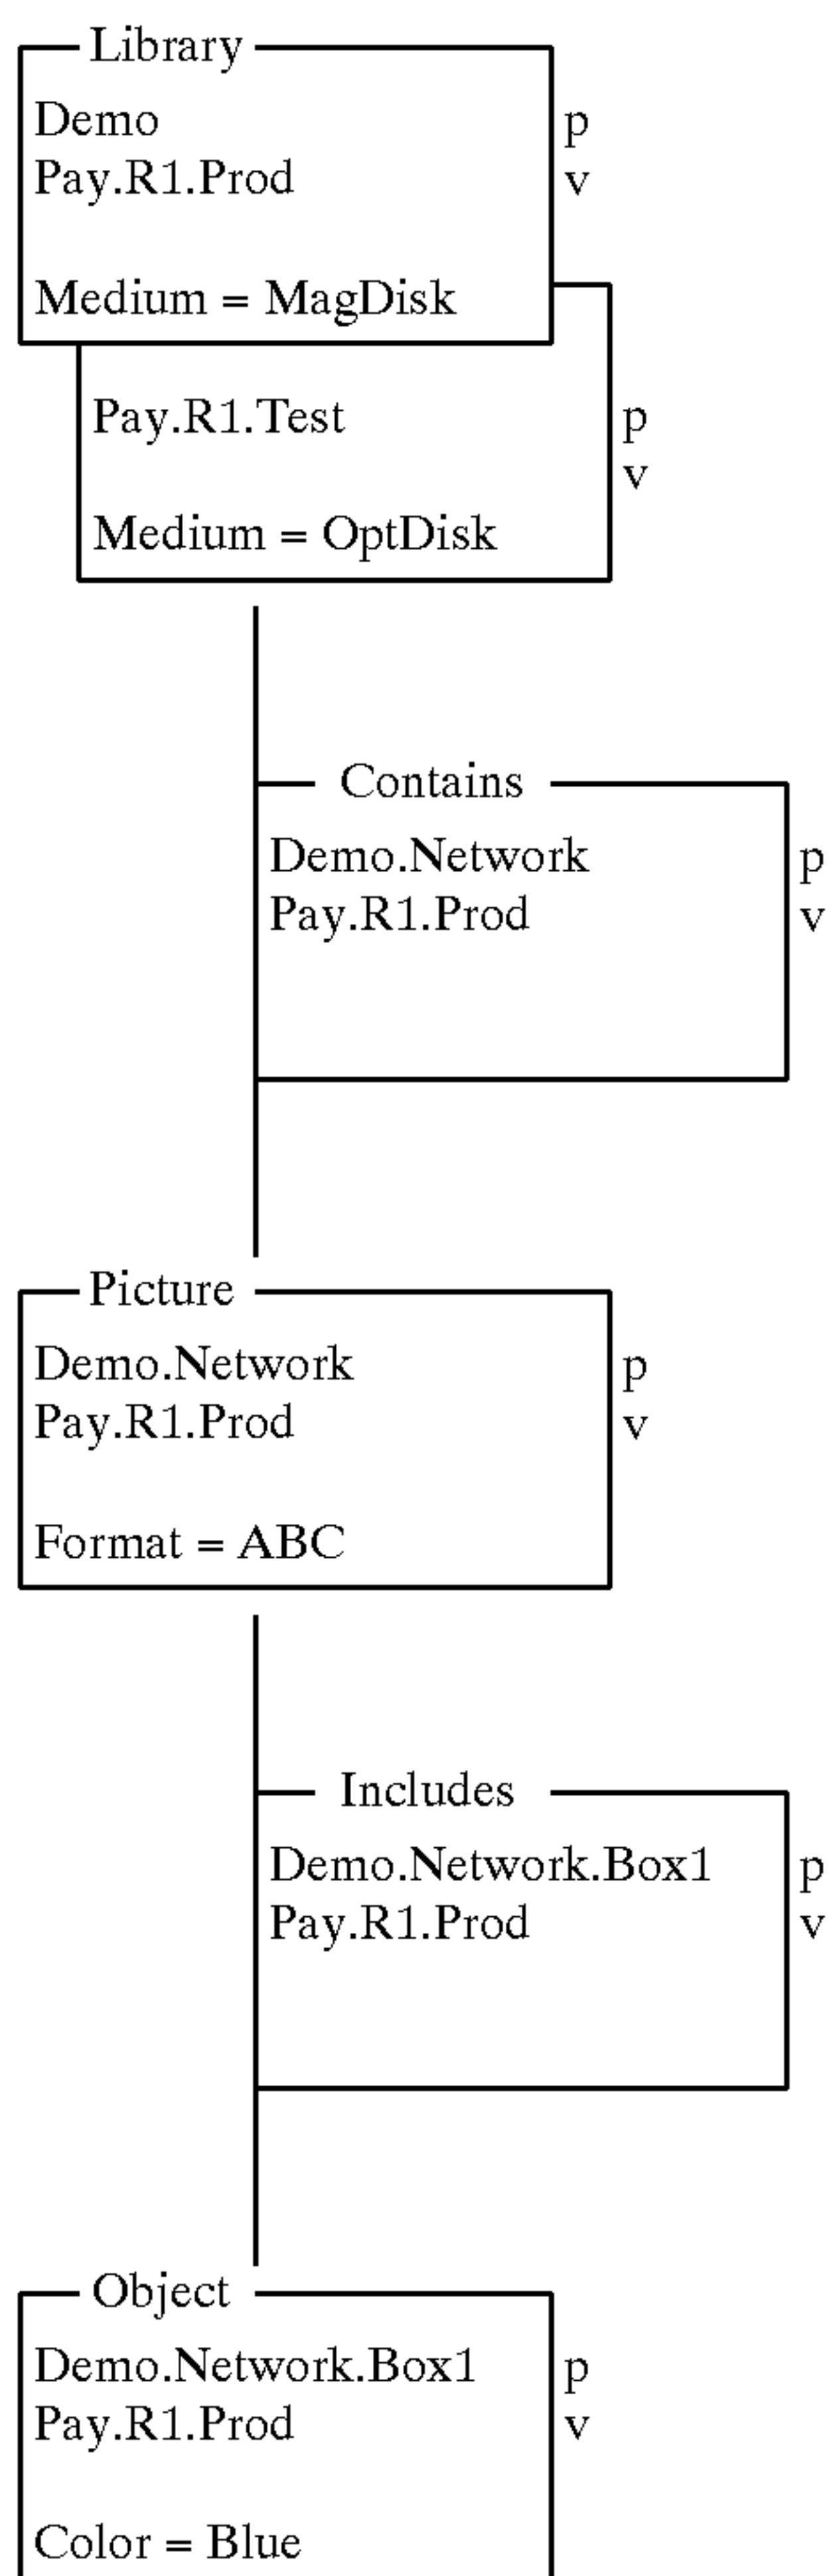 Library
Demo p
Pay.R1.Prod v
Medium = MagDisk
Pay.R1.Test p
v
Medium = OptDisk
Contains
Demo.Network p
Pay.R1.Prod v
Picture
Demo.Network p
Pay.R1.Prod v
Format = ABC
Includes
Demo.Network.Box1 p
Pay.R1.Prod v
Object
Demo.Network.Box1 p
Pay.R1.Prod v
Color = Blue